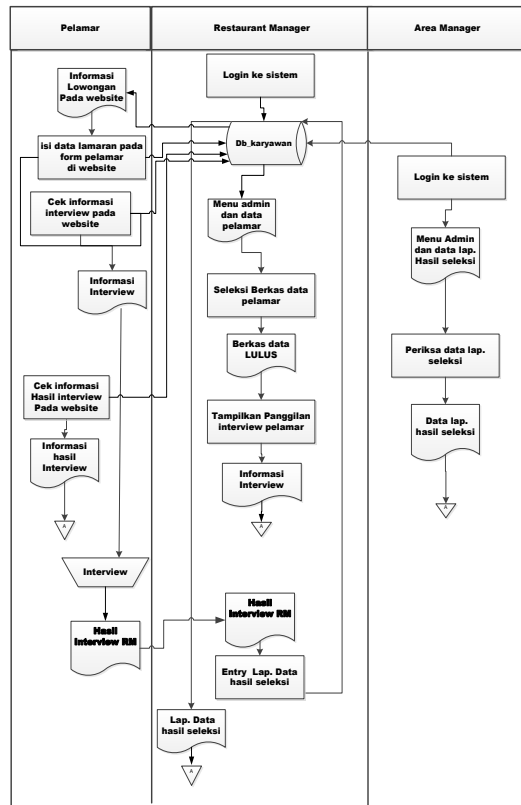 Pelamar
Restaurant Manager
Area Manager
Informasi
Lowongan
Pada website
isi data lamaran pada
form pelamar
di website
Cek informasi
interview pada
website
Informasi
Interview
Cek informasi
Hasil interview
Pada website
Informasi
hasil
Interview
A
Interview
Hasil
Interview RM
Login ke sistem
Db_karyawan
Menu admin
dan data
pelamar
Seleksi Berkas data
pelamar
Berkas data
LULUS
Tampilkan Panggilan
interview pelamar
Informasi
Interview
A
Hasil
Interview RM
Entry Lap. Data
hasil seleksi
Lap. Data
hasil seleksi
A
Login ke sistem
Menu Admin
dan data lap.
Hasil seleksi
Periksa data lap.
seleksi
Data lap.
hasil seleksi
A